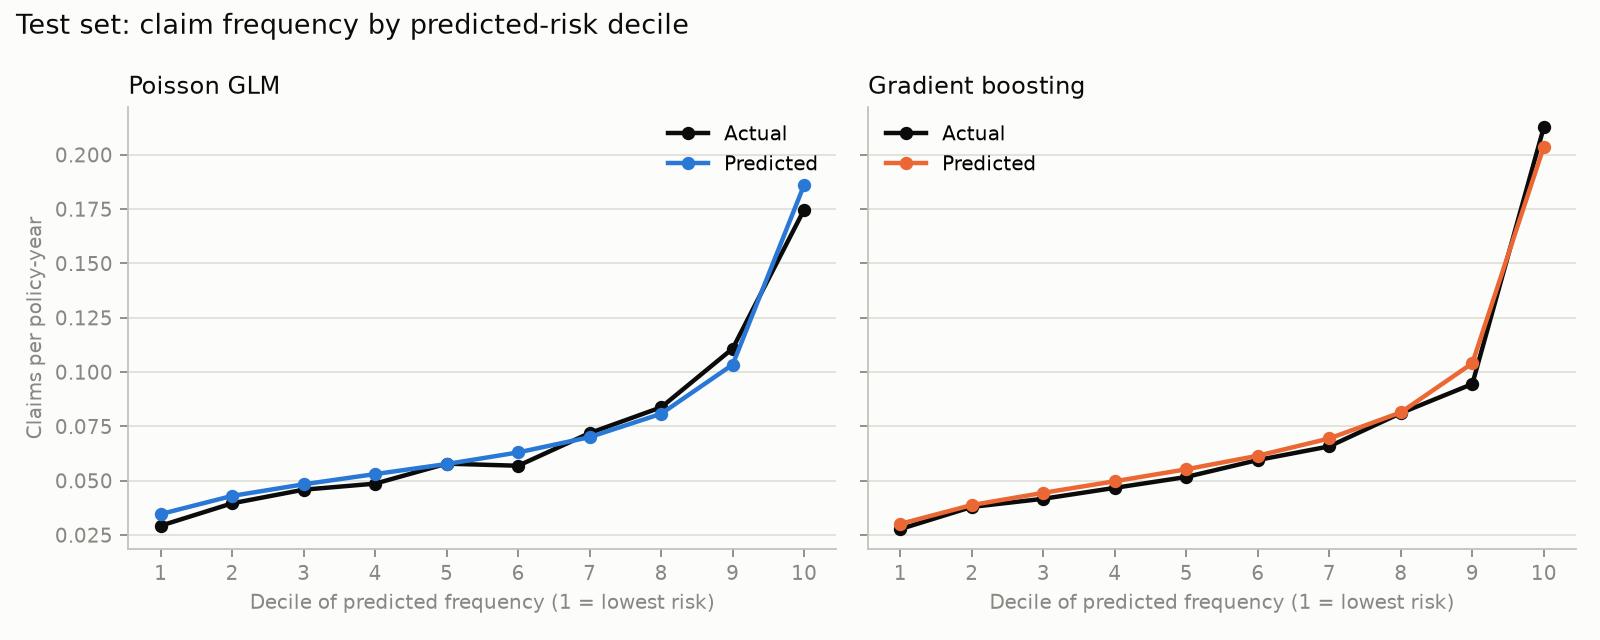 Test set: claim frequency by predicted-risk decile
Poisson GLM
Actual
Predicted
Claims per policy-year
0.200
0.175
0.150
0.125
0.100
0.075
0.050
0.025
1 2 3 4 5 6 7 8 9 10
Decile of predicted frequency (1 = lowest risk)
Gradient boosting
Actual
Predicted
1 2 3 4 5 6 7 8 9 10
Decile of predicted frequency (1 = lowest risk)